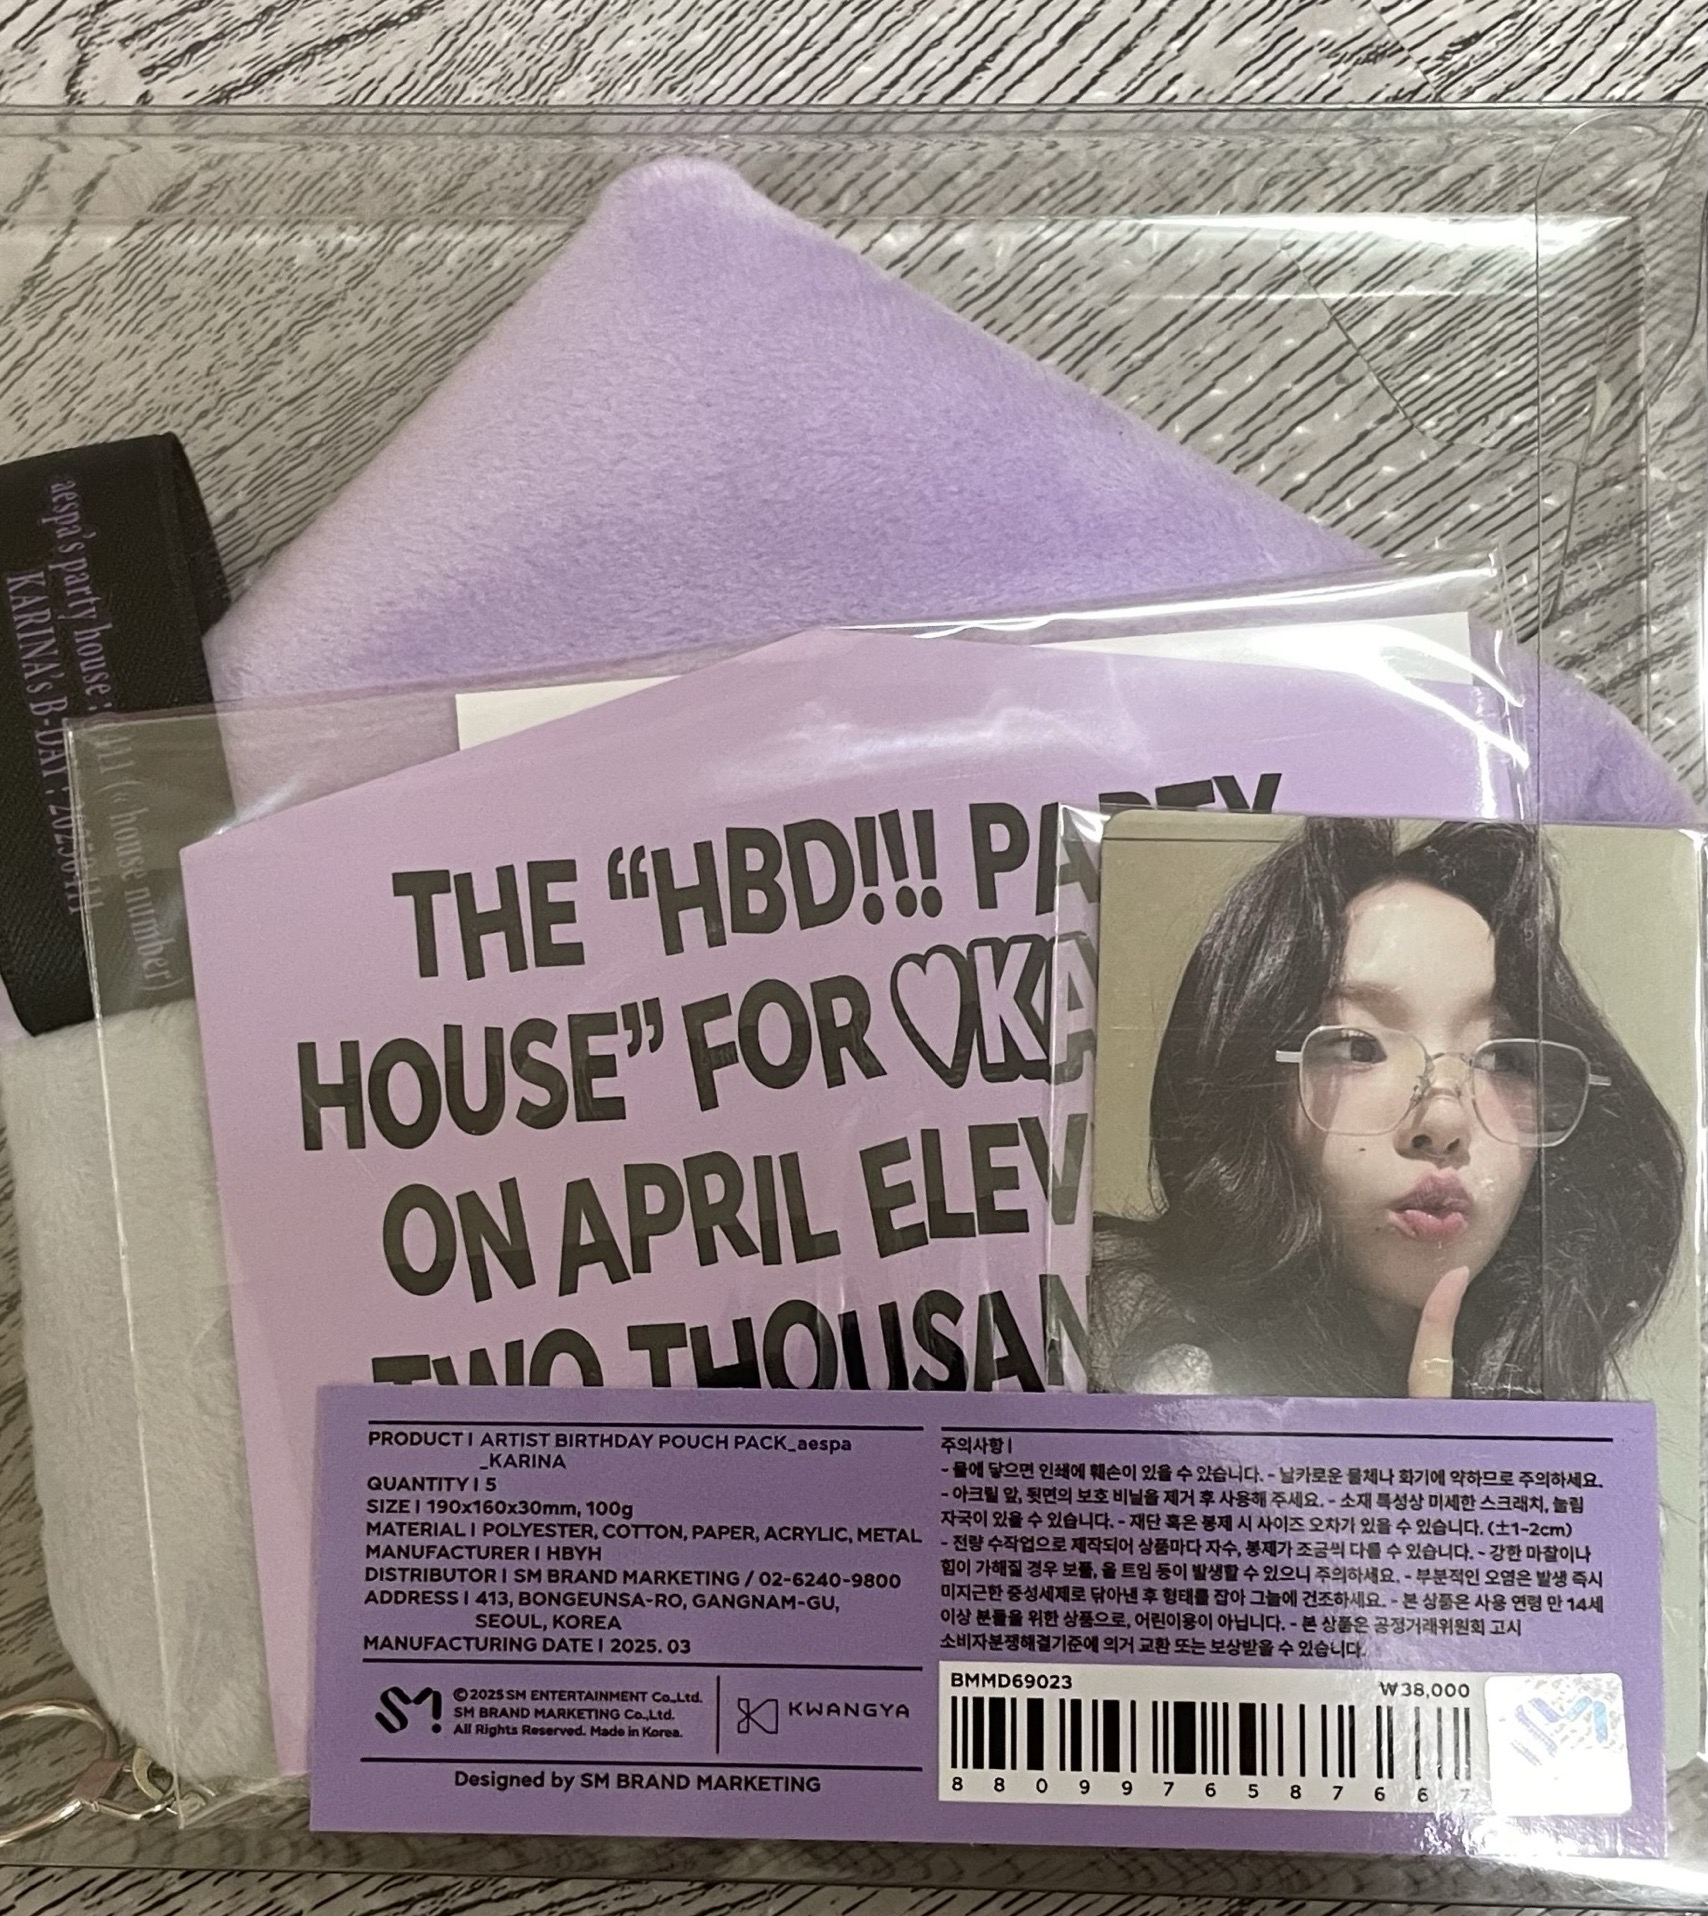 aespa's party house :
(@ house number)
KARINA's B-DAY : 20250411
THE “HBD!!! PARTY
HOUSE” FOR ♡KA
ON APRIL ELEV
TWO THOUSAN
PRODUCT I ARTIST BIRTHDAY POUCH PACK_aespa
_KARINA
QUANTITY I 5
SIZE I 190x160x30mm, 100g
MATERIAL I POLYESTER, COTTON, PAPER, ACRYLIC, METAL
MANUFACTURER I HBYH
DISTRIBUTOR I SM BRAND MARKETING / 02-6240-9800
ADDRESS I 413, BONGEUNSA-RO, GANGNAM-GU,
SEOUL, KOREA
MANUFACTURING DATE I 2025. 03
SM
©2025 SM ENTERTAINMENT Co.,Ltd.
SM BRAND MARKETING Co.,Ltd.
All Rights Reserved. Made in Korea.
KWANGYA
Designed by SM BRAND MARKETING
주의사항 I
- 물에 닿으면 인쇄에 훼손이 있을 수 있습니다. - 날카로운 물체나 화기에 약하므로 주의하세요.
- 아크릴 앞, 뒷면의 보호 비닐을 제거 후 사용해 주세요. - 소재 특성상 미세한 스크래치, 눌림
자국이 있을 수 있습니다. - 재단 혹은 봉제 시 사이즈 오차가 있을 수 있습니다. (±1-2cm)
- 전량 수작업으로 제작되어 상품마다 자수, 봉제가 조금씩 다를 수 있습니다. - 강한 마찰이나
힘이 가해질 경우 보풀, 올 트임 등이 발생할 수 있으니 주의하세요. - 부분적인 오염은 발생 즉시
미지근한 중성세제로 닦아낸 후 형태를 잡아 그늘에 건조하세요. - 본 상품은 사용 연령 만 14세
이상 분들을 위한 상품으로, 어린이용이 아닙니다. - 본 상품은 공정거래위원회 고시
소비자분쟁해결기준에 의거 교환 또는 보상받을 수 있습니다.
BMMD69023
₩38,000
8 809976 587667
SM